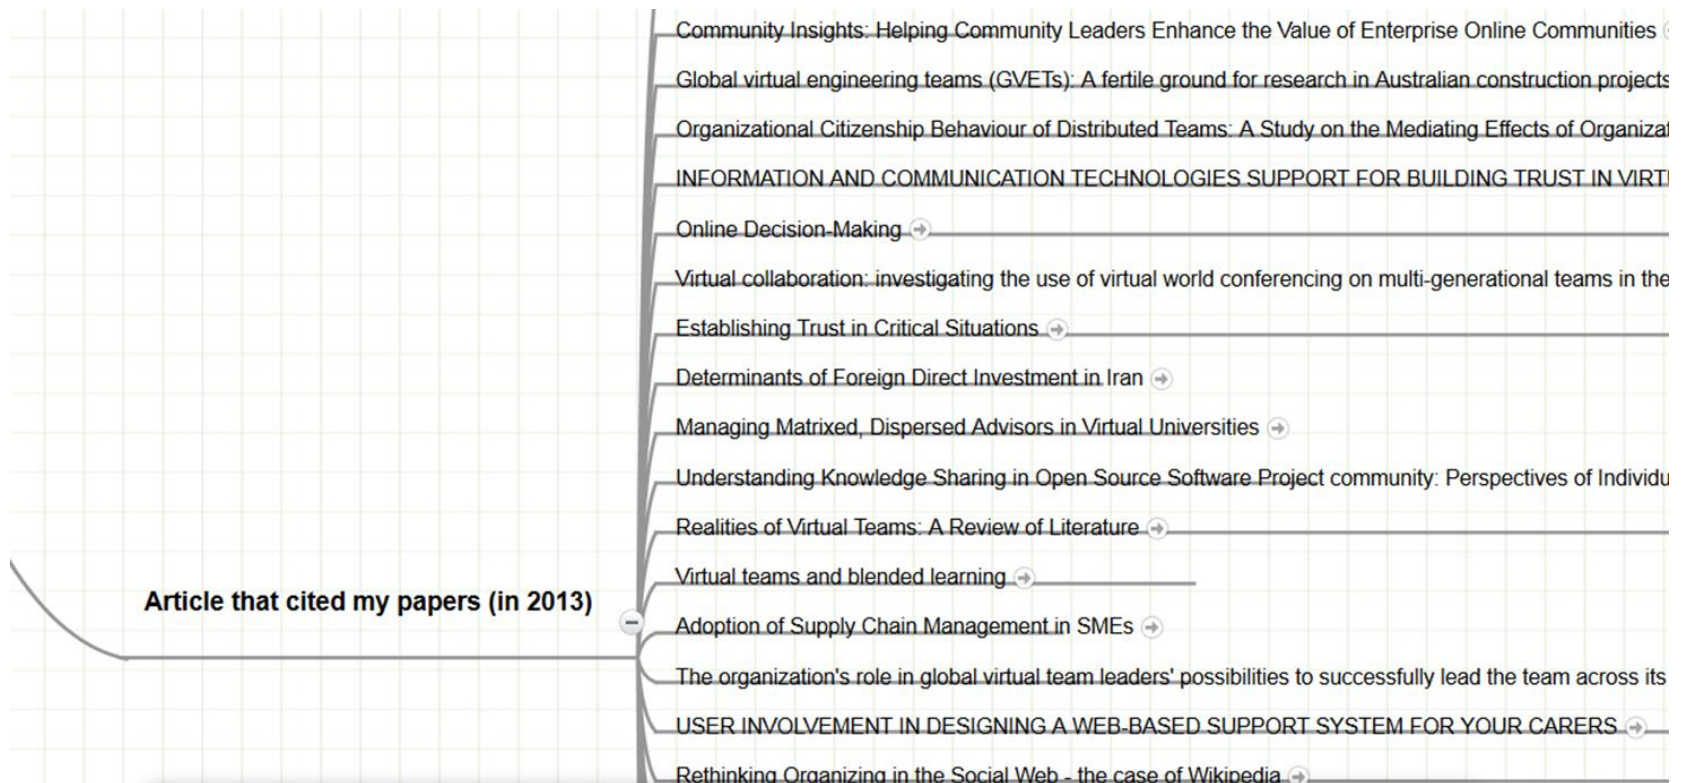 Community Insights: Helping Community Leaders Enhance the Value of Enterprise Online Communities
Global virtual engineering teams (GVETs): A fertile ground for research in Australian construction projects
Organizational Citizenship Behaviour of Distributed Teams: A Study on the Mediating Effects of
INFORMATION AND COMMUNICATION TECHNOLOGIES SUPPORT FOR BUILDING TRUST IN
Online Decision-Making
Virtual collaboration: investigating the use of virtual world conferencing on multi-generational teams in the
Establishing Trust in Critical Situations
Determinants of Foreign Direct Investment in Iran
Managing Matrixed, Dispersed Advisors in Virtual Universities
Understanding Knowledge Sharing in Open Source Software Project community: Perspectives of
Realities of Virtual Teams: A Review of Literature
Virtual teams and blended learning
Article that cited my papers (in 2013)
Adoption of Supply Chain Management in SMEs
The organization's role in global virtual team leaders' possibilities to successfully lead the team across its
USER INVOLVEMENT IN DESIGNING A WEB-BASED SUPPORT SYSTEM FOR YOUR CARERS
Rethinking Organizing in the Social Web - the case of Wikipedia